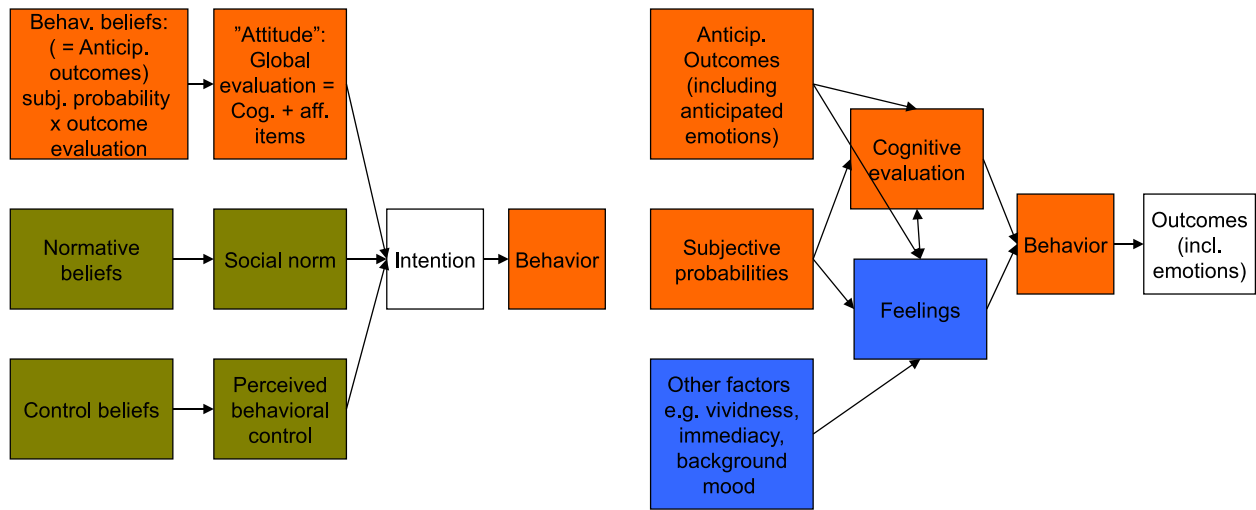 Behav. beliefs:
( = Anticip.
outcomes)
subj. probability
x outcome
evaluation
”Attitude”:
Global
evaluation =
Cog. + aff.
items
Normative
beliefs
Social norm
Intention
Behavior
Control beliefs
Perceived
behavioral
control
Anticip.
Outcomes
(including
anticipated
emotions)
Cognitive
evaluation
Subjective
probabilities
Feelings
Behavior
Outcomes
(incl.
emotions)
Other factors
e.g. vividness,
immediacy,
background
mood